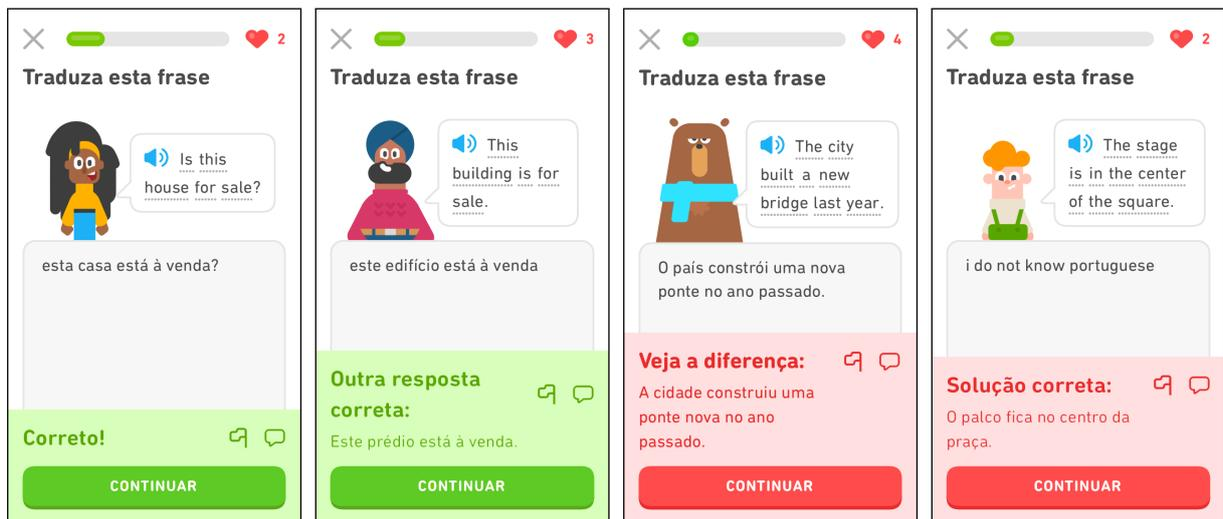 2
Traduza esta frase
Is this
house for sale?
esta casa está à venda?
Correto!
CONTINUAR
3
Traduza esta frase
This
building is for
sale.
este edifício está à venda
Outra resposta
correta:
Este prédio está à venda.
CONTINUAR
4
Traduza esta frase
The city
built a new
bridge last year.
O país constrói uma nova
ponte no ano passado.
Veja a diferença:
A cidade construiu uma
ponte nova no ano
passado.
CONTINUAR
2
Traduza esta frase
The stage
is in the center
of the square.
i do not know portuguese
Solução correta:
O palco fica no centro da
praça.
CONTINUAR